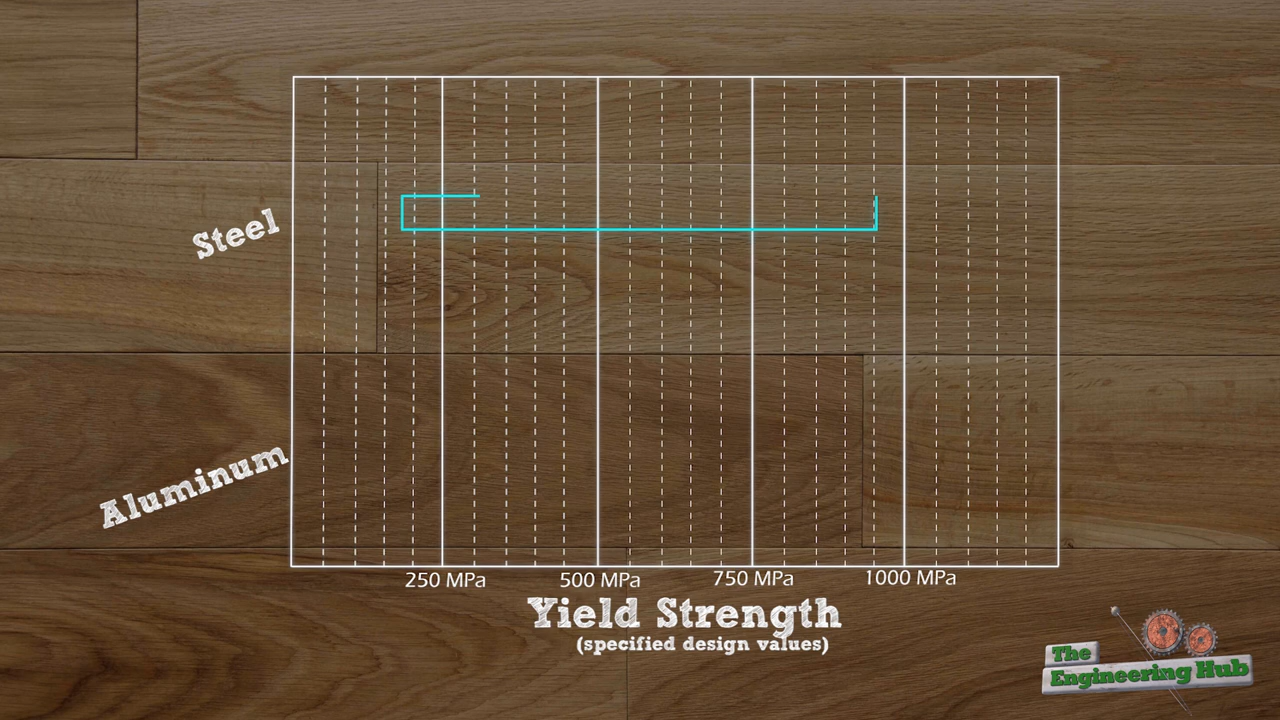 Steel
Aluminum
250 MPa 500 MPa 750 MPa 1000 MPa
Yield Strength
(specified design values)
The
Engineering Hub